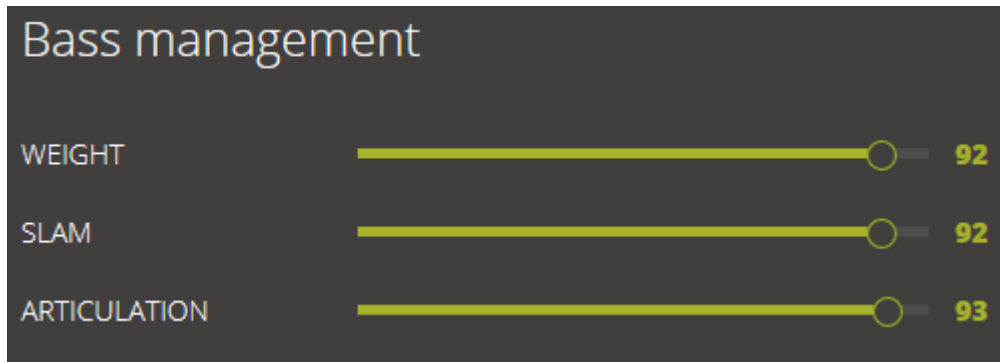 Bass management
WEIGHT 92
SLAM 92
ARTICULATION 93